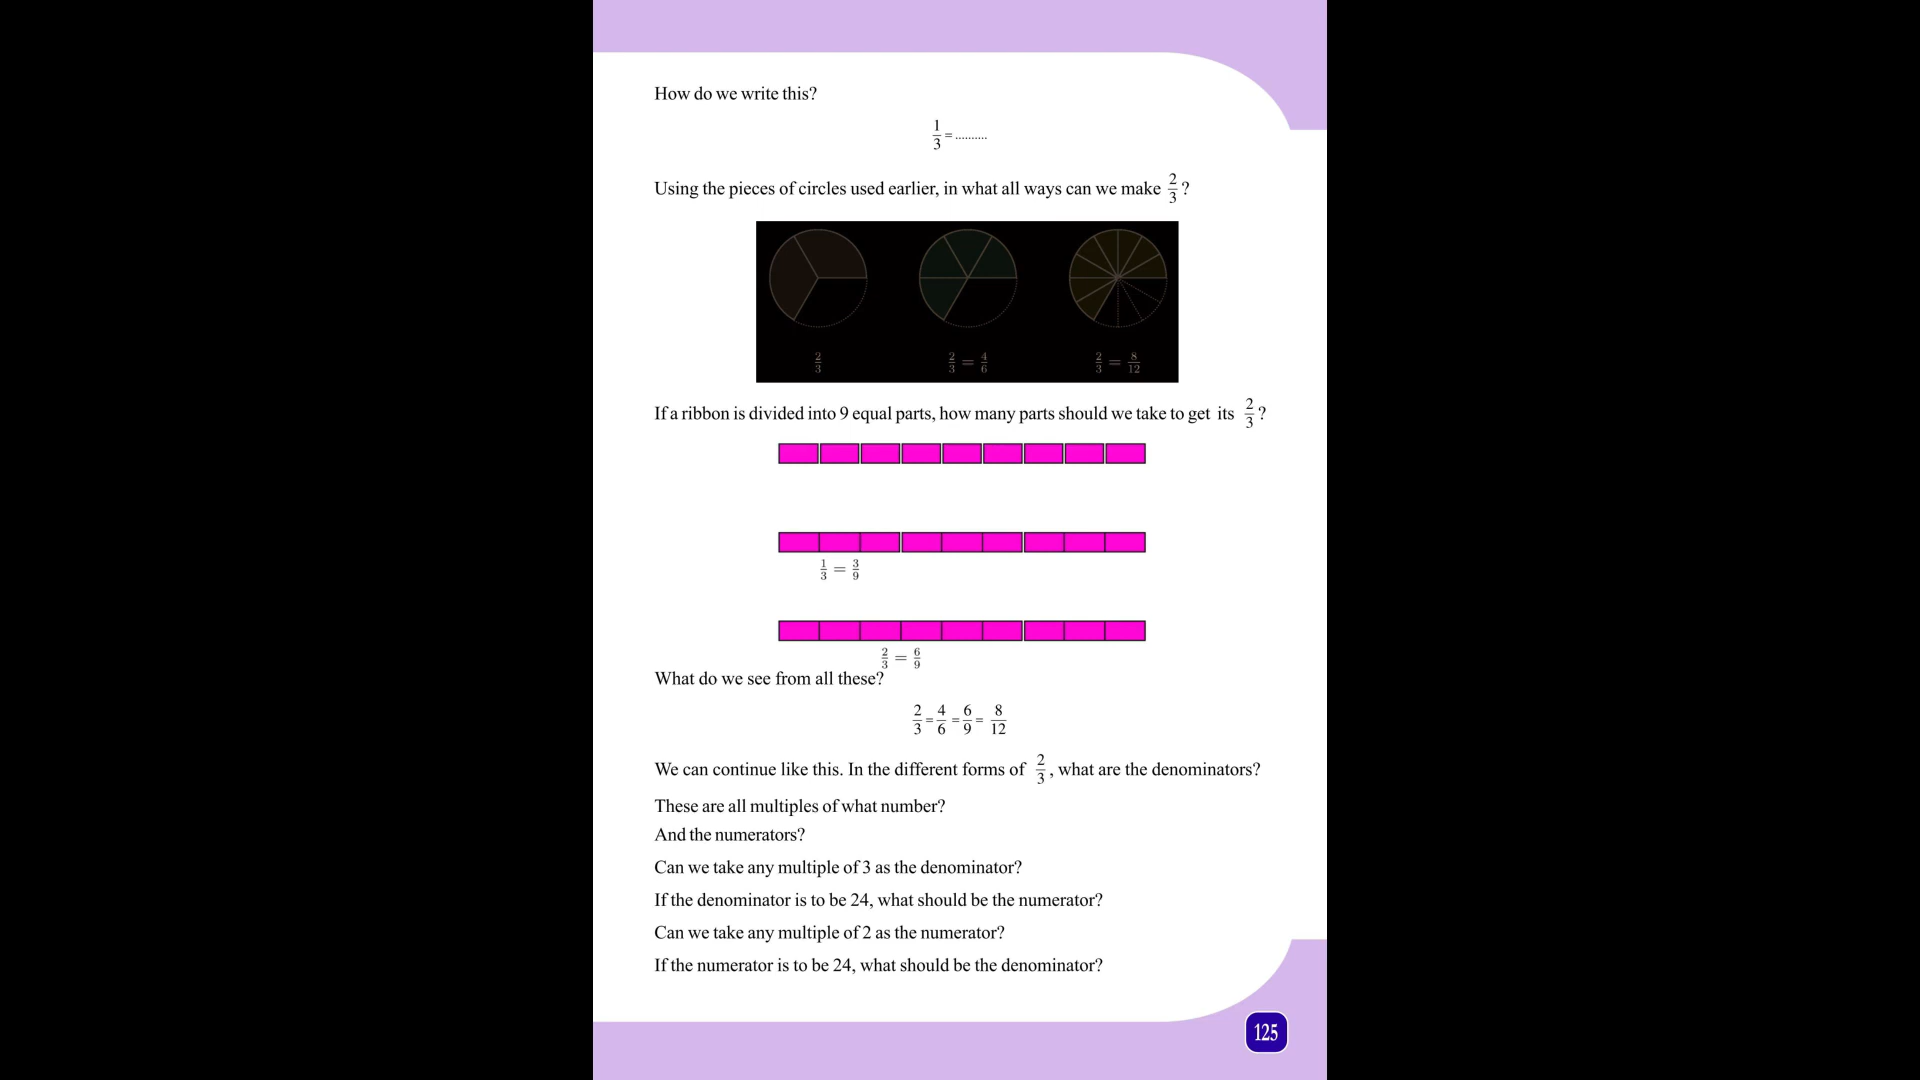 How do we write this?
1/3 = ..........
Using the pieces of circles used earlier, in what all ways can we make 2/3 ?
2/3 2/3 = 4/6 2/3 = 8/12
If a ribbon is divided into 9 equal parts, how many parts should we take to get its 2/3 ?
1/3 = 3/9
2/3 = 6/9
What do we see from all these?
2/3 = 4/6 = 6/9 = 8/12
We can continue like this. In the different forms of 2/3 , what are the denominators?
These are all multiples of what number?
And the numerators?
Can we take any multiple of 3 as the denominator?
If the denominator is to be 24, what should be the numerator?
Can we take any multiple of 2 as the numerator?
If the numerator is to be 24, what should be the denominator?
125